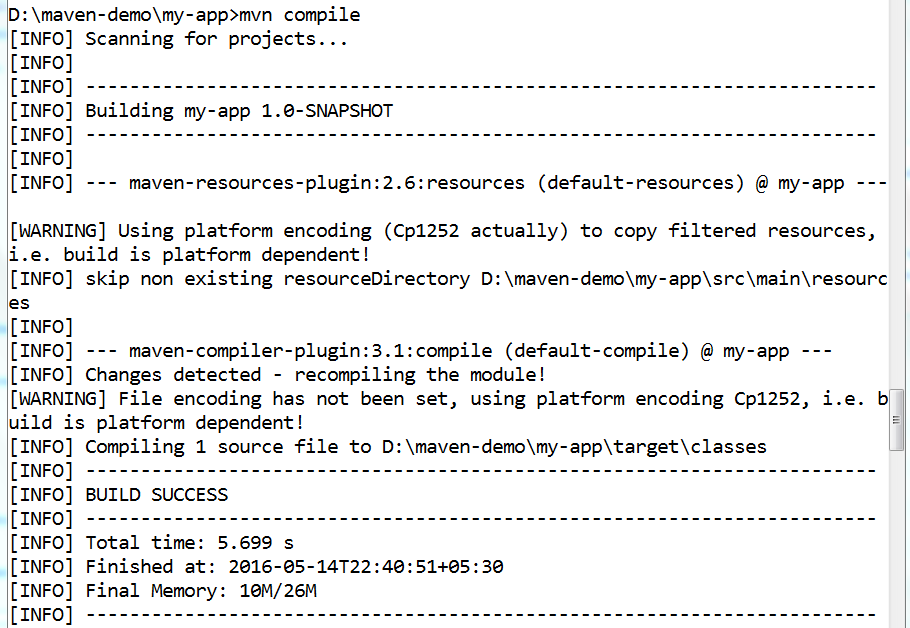 D:\maven-demo\my-app>mvn compile
[INFO] Scanning for projects...
[INFO]
[INFO] ------------------------------------------------------------------------
[INFO] Building my-app 1.0-SNAPSHOT
[INFO] ------------------------------------------------------------------------
[INFO]
[INFO] --- maven-resources-plugin:2.6:resources (default-resources) @ my-app ---
[WARNING] Using platform encoding (Cp1252 actually) to copy filtered resources,
i.e. build is platform dependent!
[INFO] skip non existing resourceDirectory D:\maven-demo\my-app\src\main\resourc
es
[INFO]
[INFO] --- maven-compiler-plugin:3.1:compile (default-compile) @ my-app ---
[INFO] Changes detected - recompiling the module!
[WARNING] File encoding has not been set, using platform encoding Cp1252, i.e. b
uild is platform dependent!
[INFO] Compiling 1 source file to D:\maven-demo\my-app\target\classes
[INFO] ------------------------------------------------------------------------
[INFO] BUILD SUCCESS
[INFO] ------------------------------------------------------------------------
[INFO] Total time: 5.699 s
[INFO] Finished at: 2016-05-14T22:40:51+05:30
[INFO] Final Memory: 10M/26M
[INFO] ------------------------------------------------------------------------